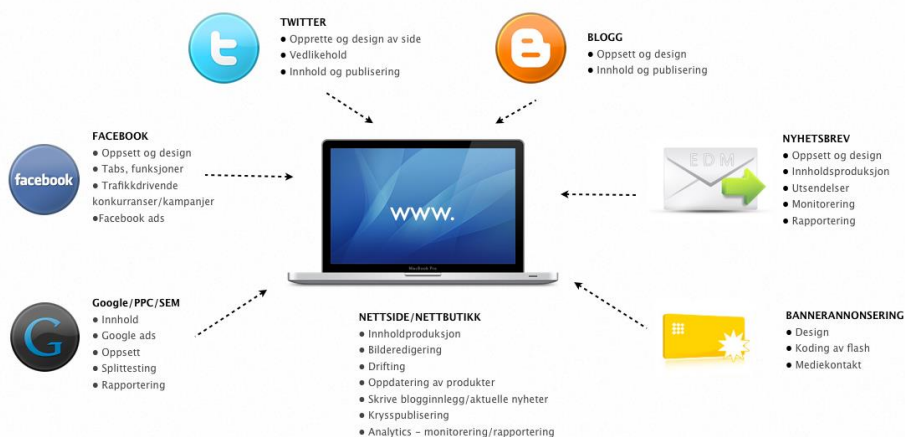 TWITTER
● Opprette og design av side
● Vedlikehold
● Innhold og publisering
BLOGG
● Oppsett og design
● Innhold og publisering
facebook
FACEBOOK
● Oppsett og design
● Tabs, funksjoner
● Trafikkdrivende
konkurranser/kampanjer
●Facebook ads
www.
MacBook Pro
EDM
NYHETSBREV
● Oppsett og design
● Innholdsproduksjon
● Utsendelser
● Monitorering
● Rapportering
G
Google/PPC/SEM
● Innhold
● Google ads
● Oppsett
● Splittesting
● Rapportering
NETTSIDE/NETTBUTIKK
● Innholdproduksjon
● Bilderedigering
● Drifting
● Oppdatering av produkter
● Skrive blogginnlegg/aktuelle nyheter
● Krysspublisering
● Analytics – monitorering/rapportering
BANNERANNONSERING
● Design
● Koding av flash
● Mediekontakt